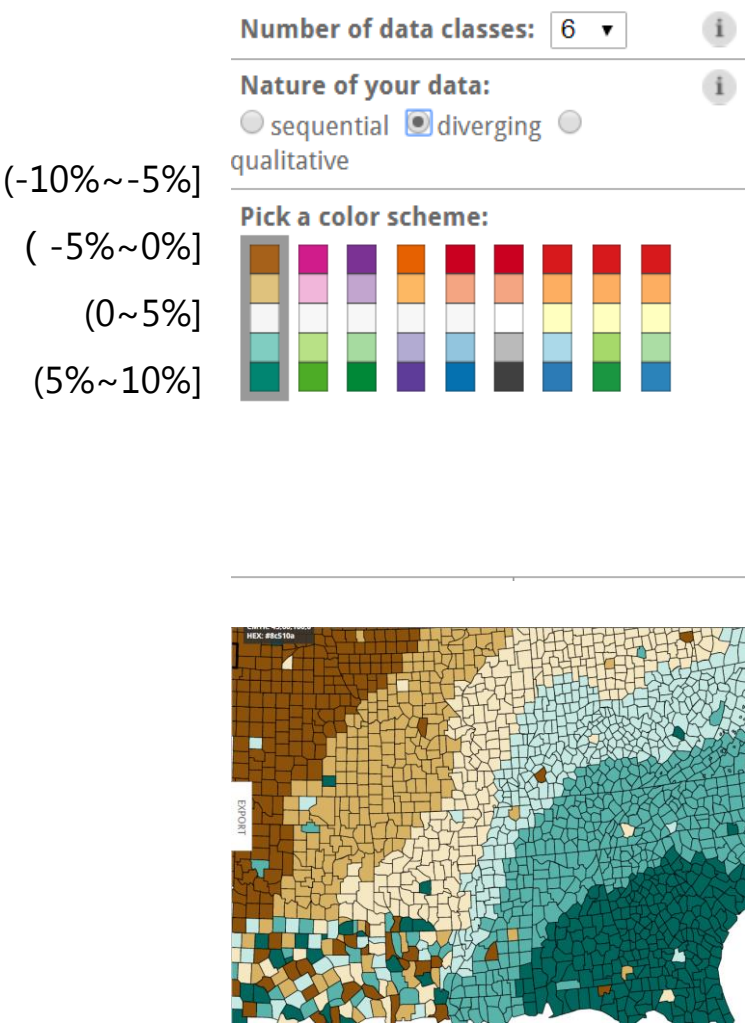 Number of data classes: 6 ▼ i
Nature of your data: i
sequential diverging
qualitative
(-10%~-5%]
( -5%~0%]
(0~5%]
(5%~10%]
Pick a color scheme:
HEX: #8c510a
EXPORT